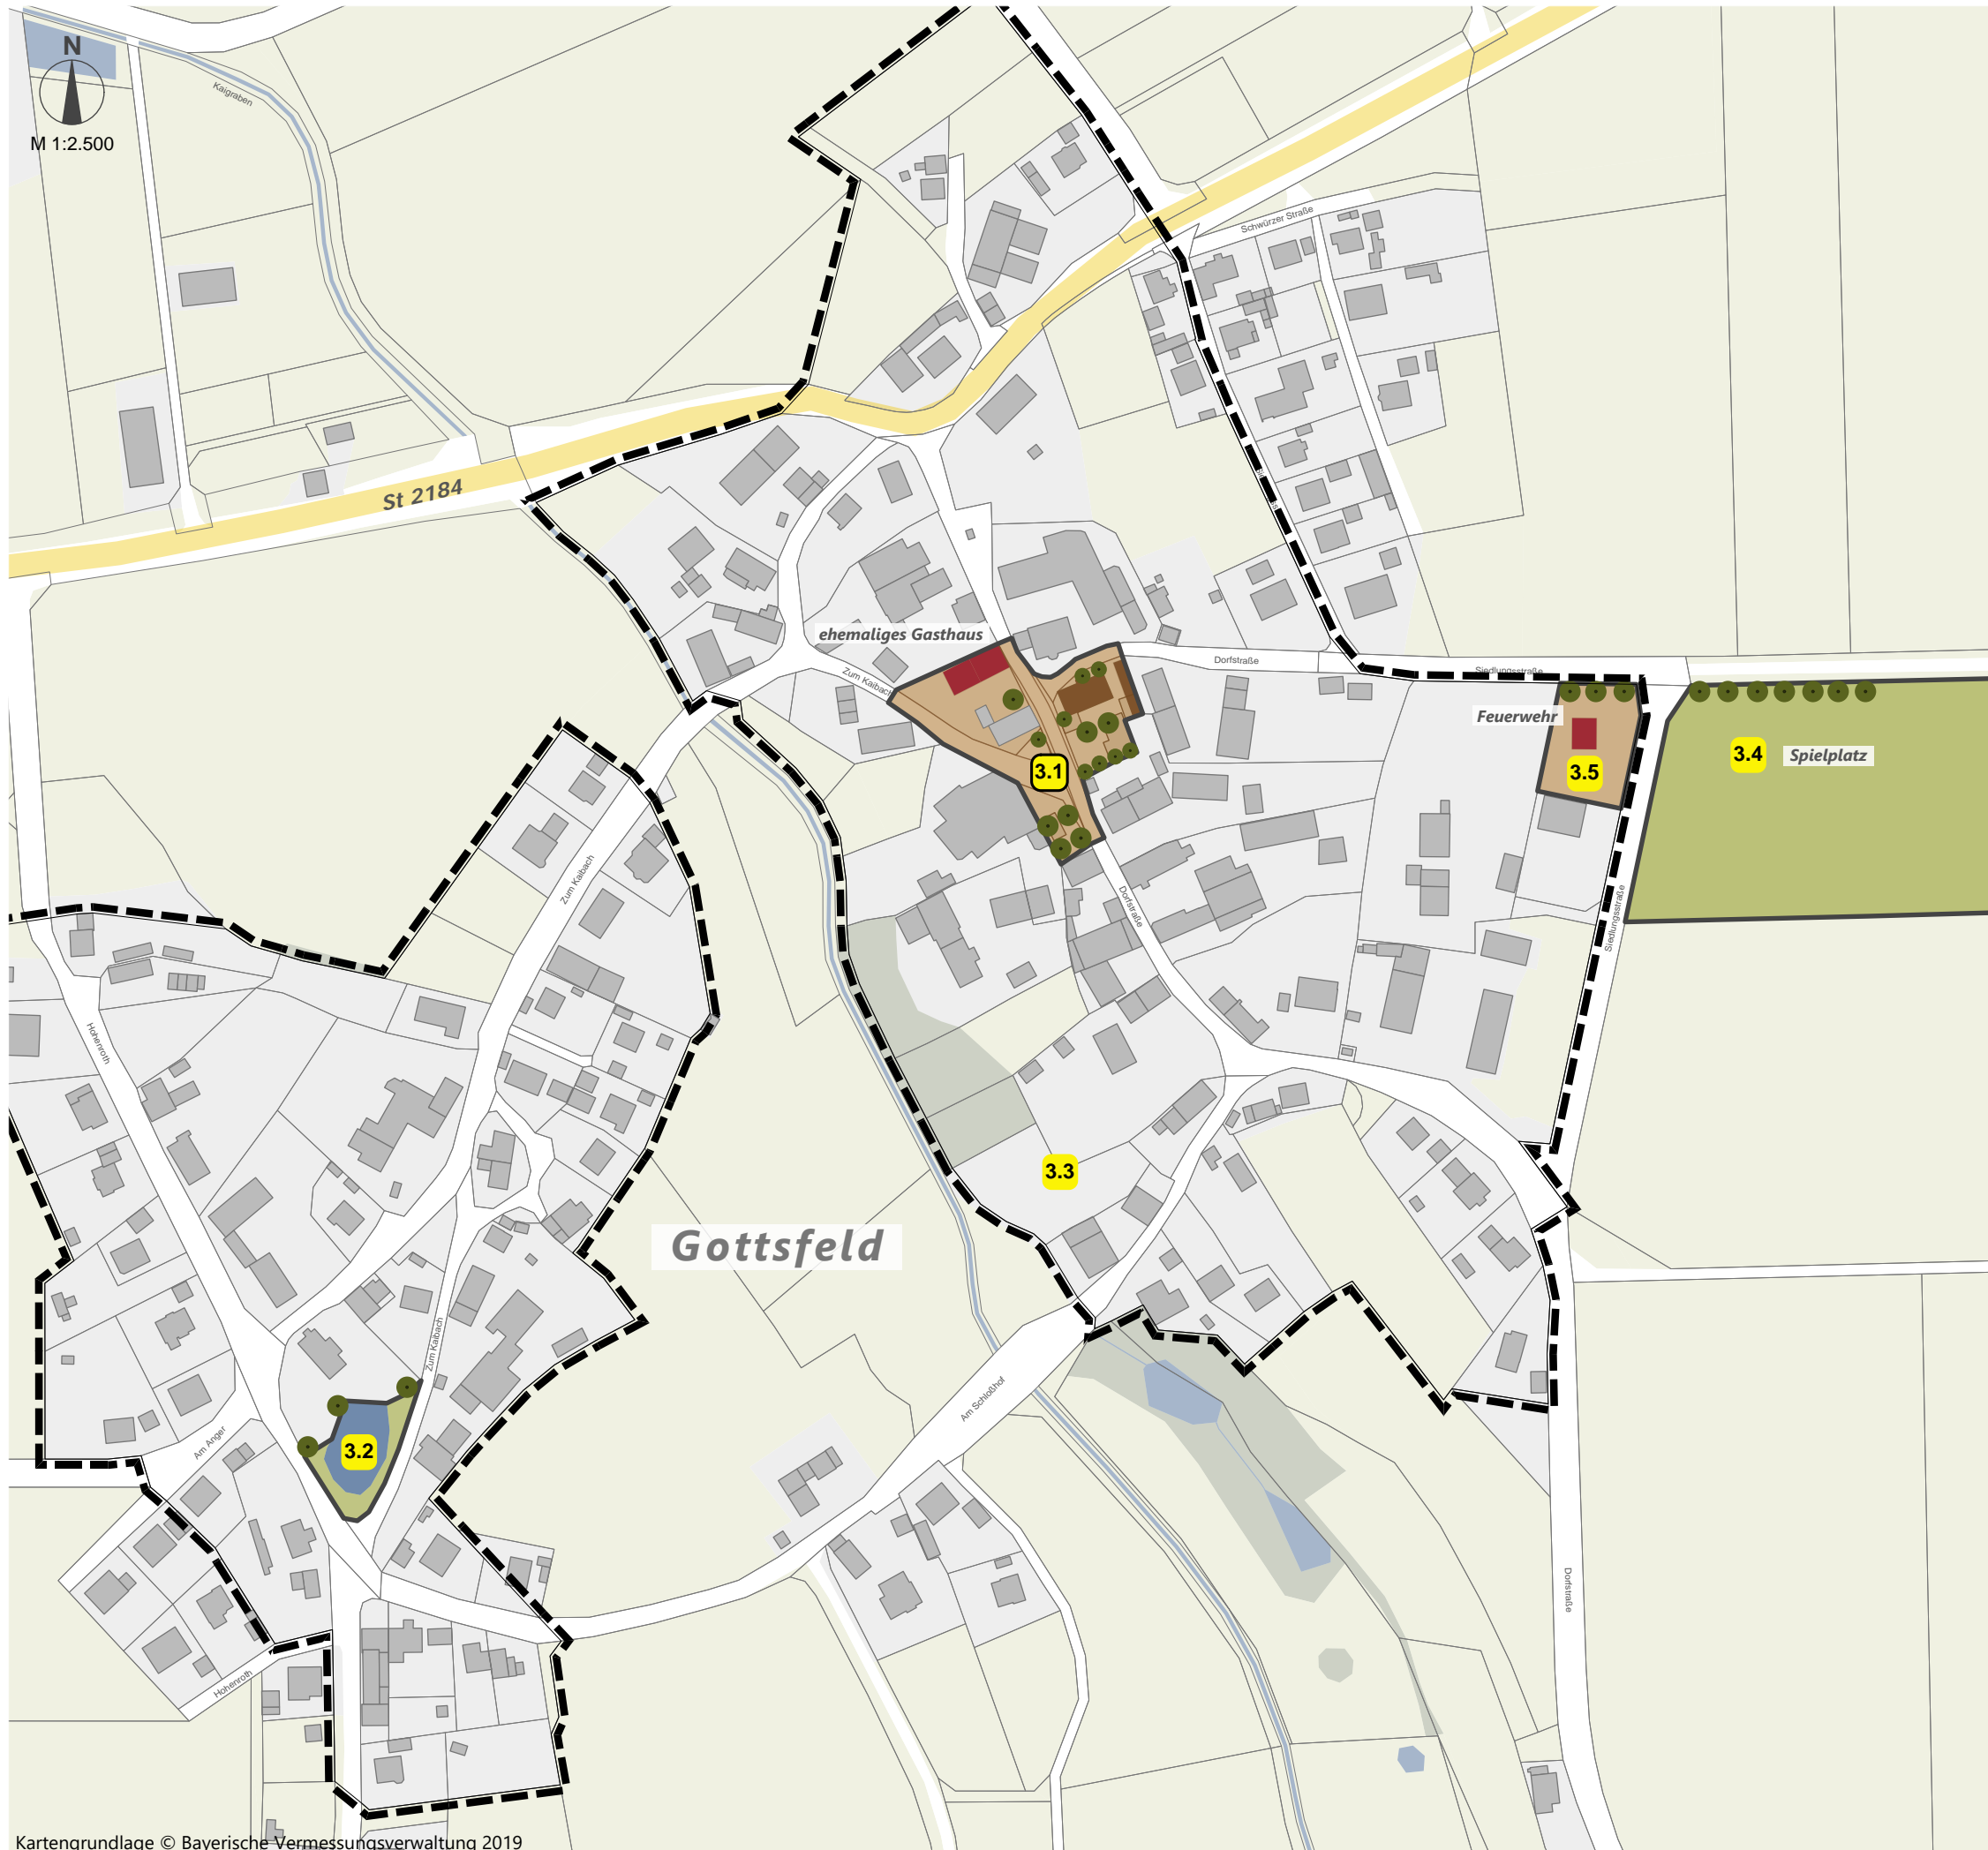 N
M 1:2.500
Kaigraben
Schwürzer Straße
St 2184
ehemaliges Gasthaus
Zum Kaibach
Dorfstraße
Siedlungsstraße
Feuerwehr
3.1
3.5
3.4
Spielplatz
Zum Kaibach
Dorfstraße
Siedlungsstraße
Hohenroth
3.3
Gottsfeld
Zum Kaibach
Am Schloßhof
Am Anger
3.2
Dorfstraße
Hohenroth
Kartengrundlage © Bayerische Vermessungsverwaltung 2019